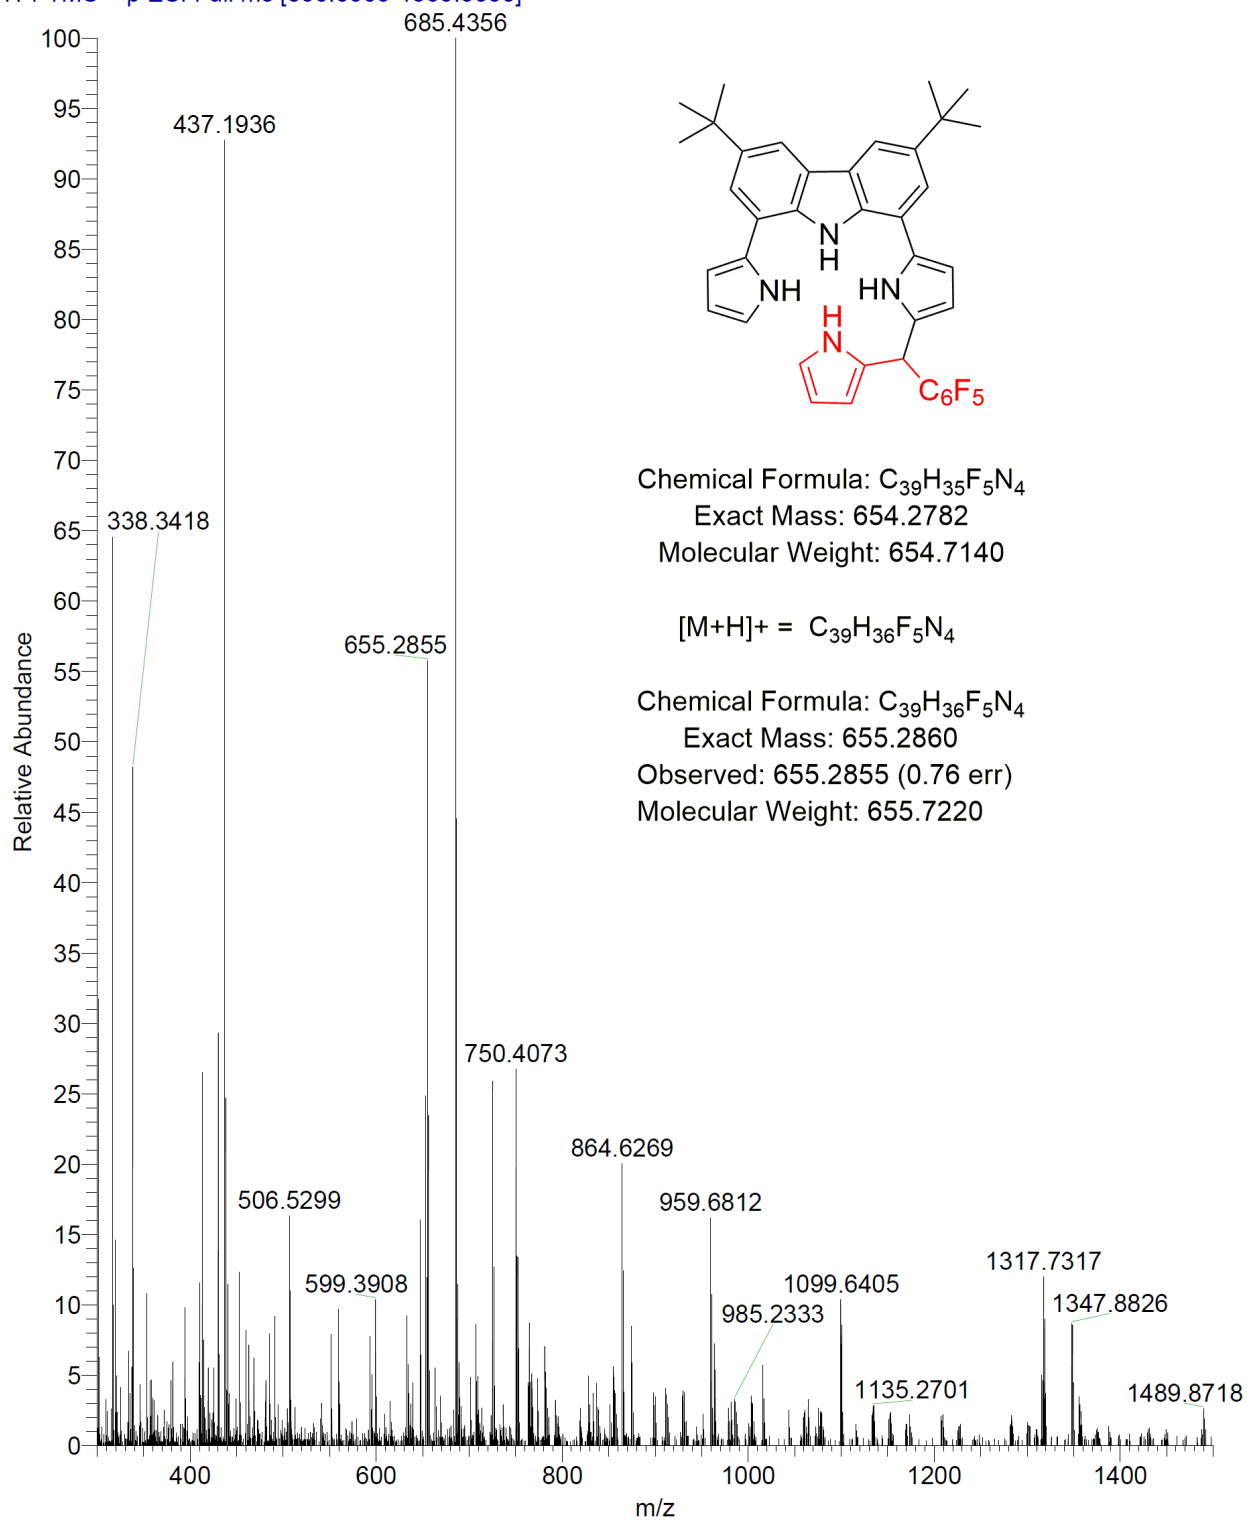 685.4356
100
95
437.1936
90
85
80
75
70
65
338.3418
60
655.2855
55
50
45
40
35
30
750.4073
25
864.6269
20
506.5299
959.6812
15
1317.7317
599.3908
1099.6405
1347.8826
10
985.2333
1135.2701
1489.8718
5
0
Relative Abundance
400 600 800 1000 1200 1400
m/z
N
H
NH
HN
H
N
C₆F₅
Chemical Formula: C₃₉H₃₅F₅N₄
Exact Mass: 654.2782
Molecular Weight: 654.7140
[M+H]+ = C₃₉H₃₆F₅N₄
Chemical Formula: C₃₉H₃₆F₅N₄
Exact Mass: 655.2860
Observed: 655.2855 (0.76 err)
Molecular Weight: 655.7220